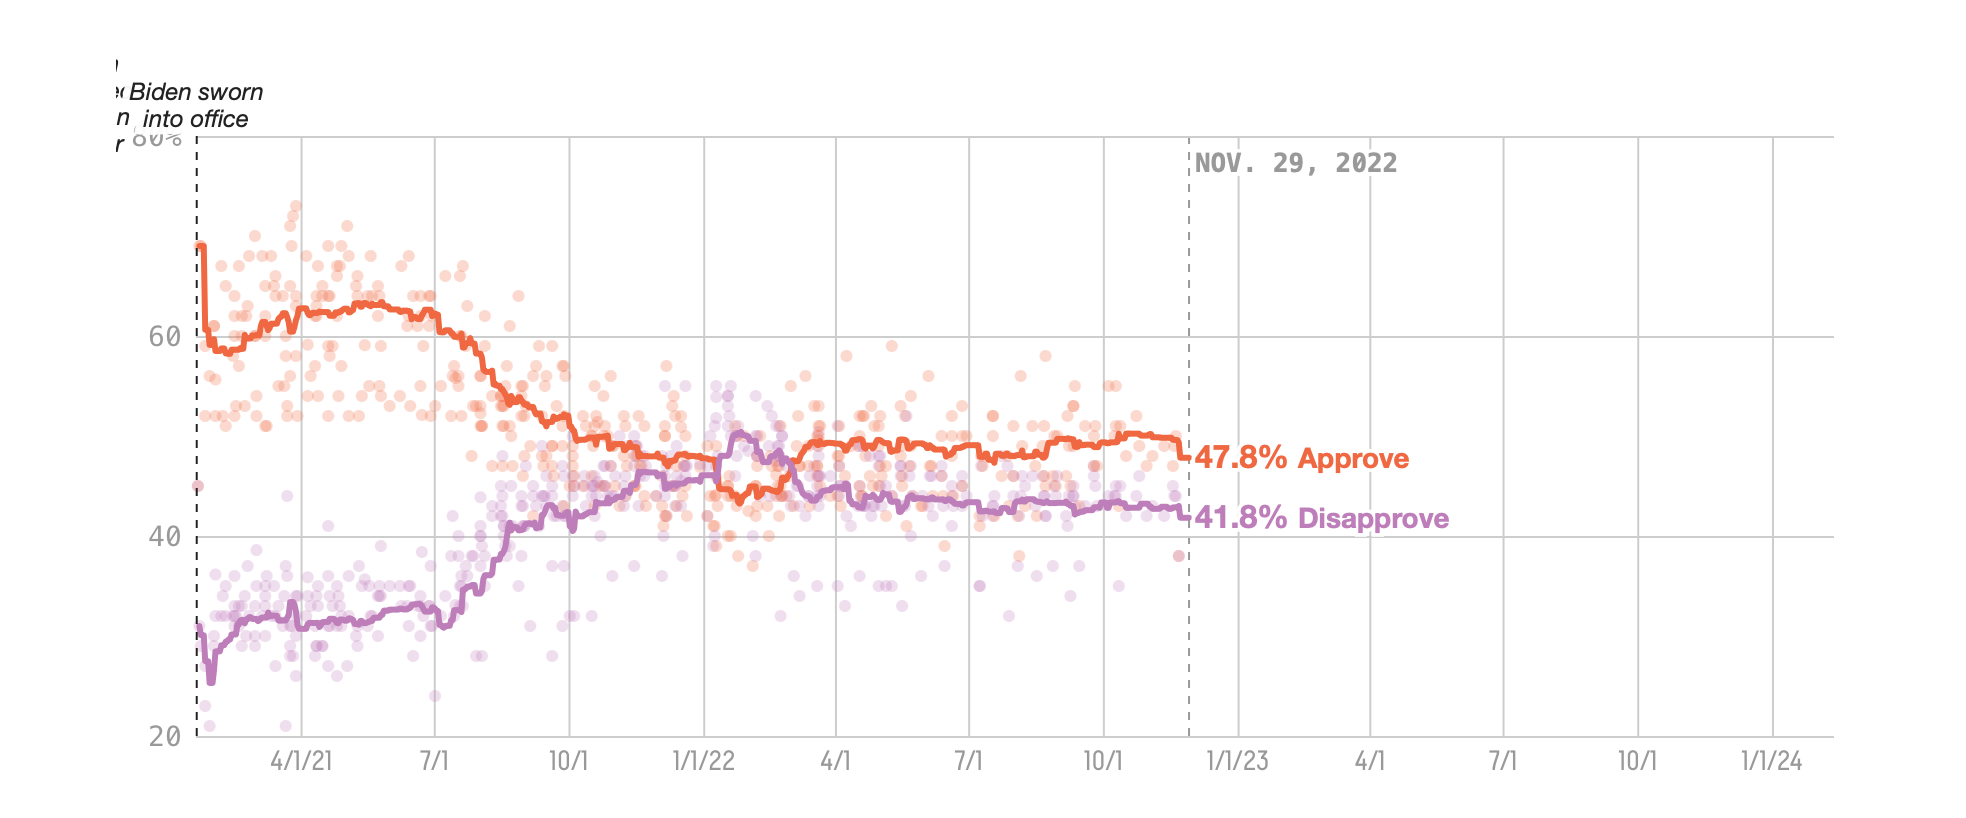 Biden sworn
into office
80%
NOV. 29, 2022
60
47.8% Approve
41.8% Disapprove
40
20
4/1/21 7/1 10/1 1/1/22 4/1 7/1 10/1 1/1/23 4/1 7/1 10/1 1/1/24